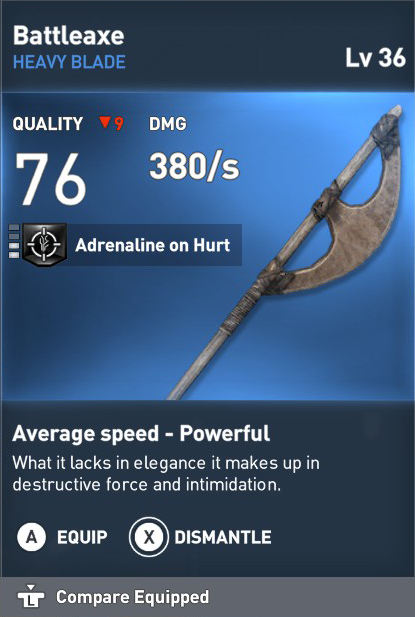 Battleaxe
HEAVY BLADE
Lv 36
QUALITY ▼9 DMG
76 380/s
Adrenaline on Hurt
Average speed - Powerful
What it lacks in elegance it makes up in
destructive force and intimidation.
A EQUIP X DISMANTLE
L Compare Equipped